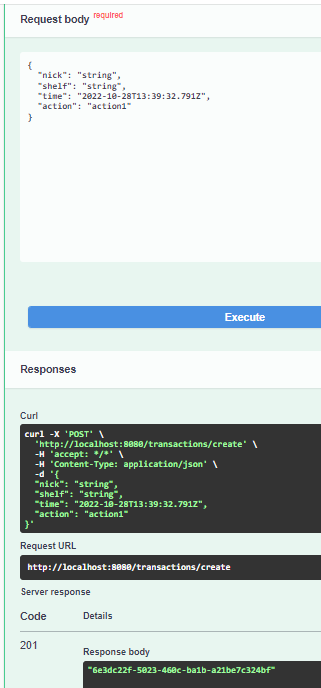 Request body required
{
"nick": "string",
"shelf": "string",
"time": "2022-10-28T13:39:32.791Z",
"action": "action1"
}
Execute
Responses
Curl
curl -X 'POST' \
'http://localhost:8080/transactions/create' \
-H 'accept: */*' \
-H 'Content-Type: application/json' \
-d '{
"nick": "string",
"shelf": "string",
"time": "2022-10-28T13:39:32.791Z",
"action": "action1"
}'
Request URL
http://localhost:8080/transactions/create
Server response
Code Details
201
Response body
"6e3dc22f-5023-460c-ba1b-a21be7c324bf"